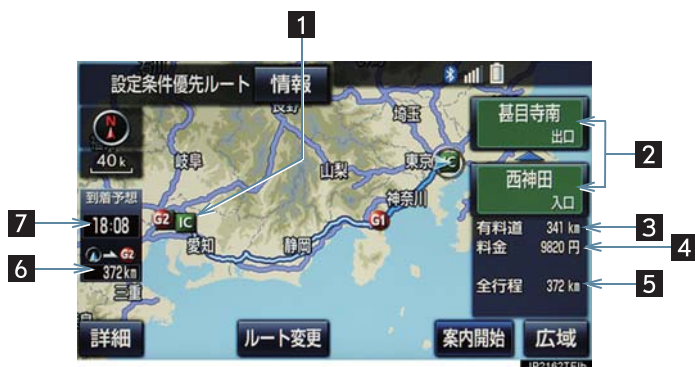 1
設定条件優先ルート 情報
長野
埼玉
甚目寺南
出口
N
40k
岐阜
山梨
東京
IC
2
西神田
入口
到着予想
神奈川
7
18:08
G2 IC
G1
有料道 341 km
3
愛知
静岡
料金 9820 円
4
G2
6
372km
全行程 372 km
5
三重
詳細
ルート変更
案内開始
広域